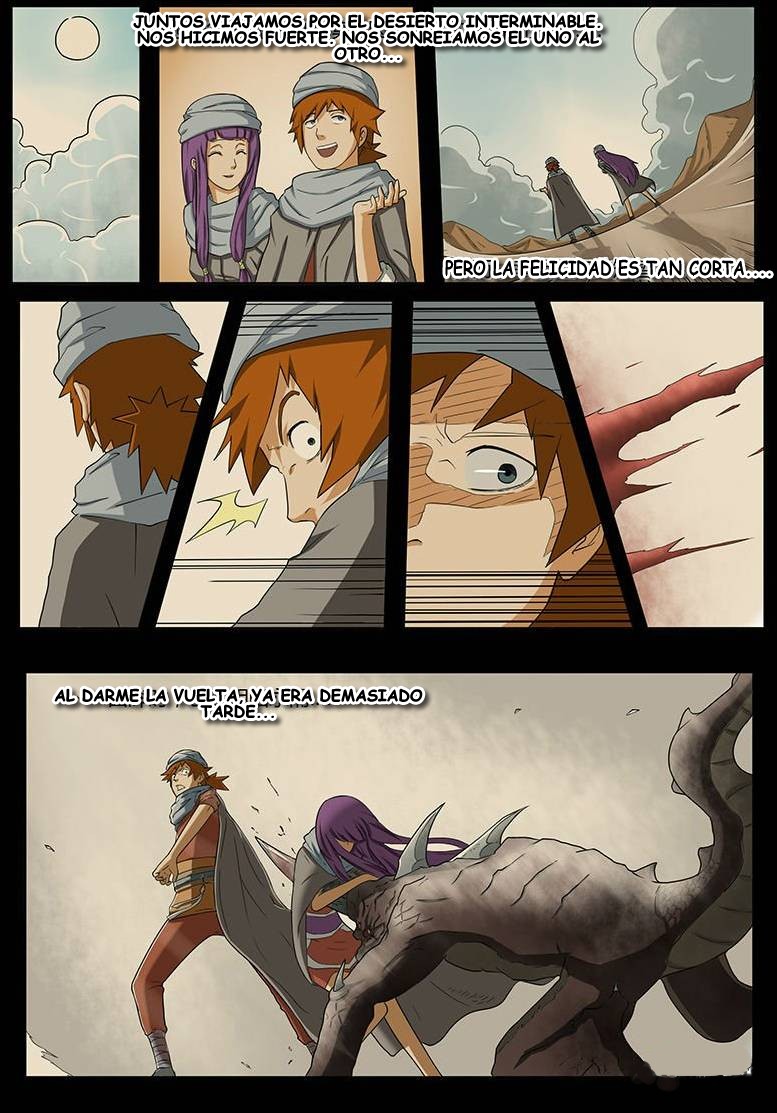 JUNTOS VIAJAMOS POR EL DESIERTO INTERMINABLE.
NOS HICIMOS FUERTE. NOS SONREIAMOS EL UNO AL
OTRO...
PERO LA FELICIDAD ES TAN CORTA....
AL DARME LA VUELTA, YA ERA DEMASIADO
TARDE...